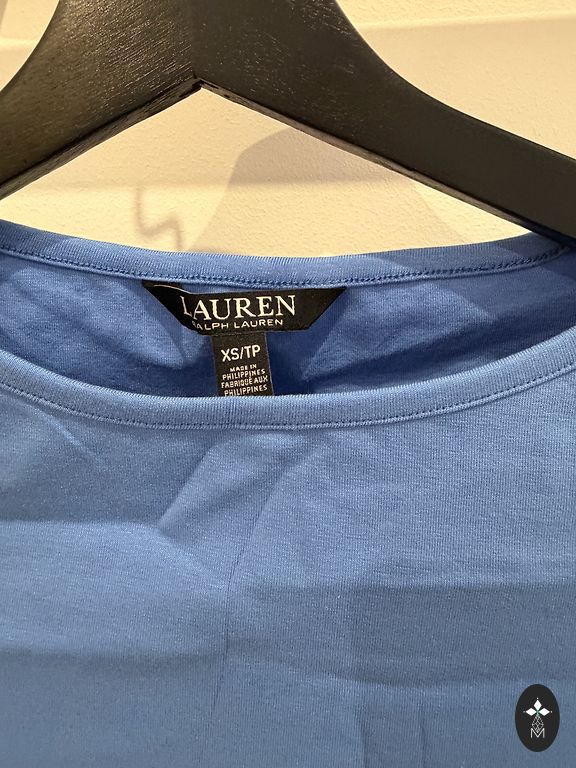 LAUREN
RALPH LAUREN
XS/TP
MADE IN
PHILIPPINES
FABRIQUE AUX
PHILIPPINES
M